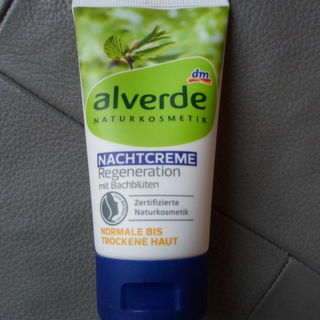 dm
alverde
NATURKOSMETIK
NACHTCREME
Regeneration
mit Bachblüten
Zertifizierte
Naturkosmetik
NORMALE BIS
TROCKENE HAUT